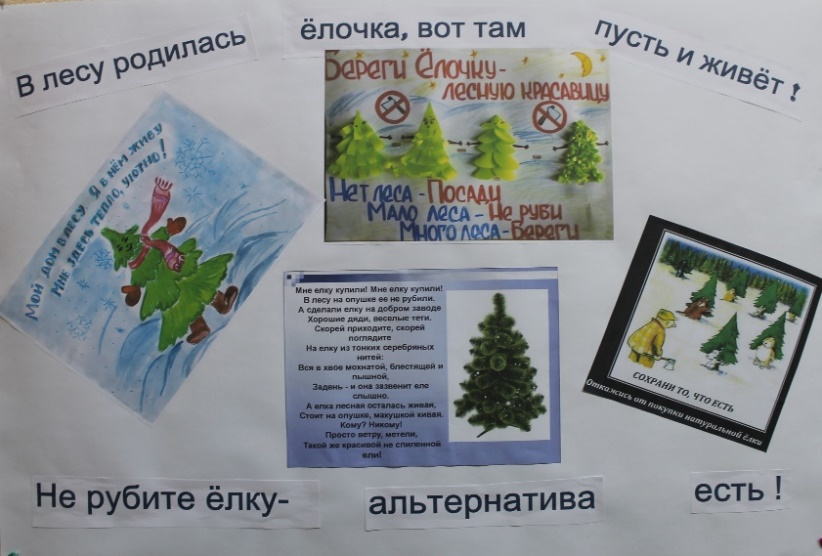 В лесу родилась ёлочка, вот там пусть и живёт !
Мой дом в лесу. Я в нём живу
Мне здесь тепло, уютно!
Береги Ёлочку-
лесную красавицу
Нет леса - Посади
Мало леса - Не руби
Много леса - Береги
Мне елку купили! Мне елку купили!
В лесу на опушке ее не рубили.
А сделали елку на добром заводе
Хорошие дяди, веселые тети.
Скорей приходите, скорей
поглядите
На елку из тонких серебряных
нитей:
Вся в хвое мохнатой, блестящей и
пышной,
Задень - и она зазвенит еле
слышно.
А елка лесная осталась живая,
Стоит на опушке, макушкой кивая.
Кому? Никому!
Просто ветру, метели,
Такой же красивой не спиленной
ели!
СОХРАНИ ТО, ЧТО ЕСТЬ
Откажись от покупки натуральной ёлки
Не рубите ёлку- альтернатива есть !